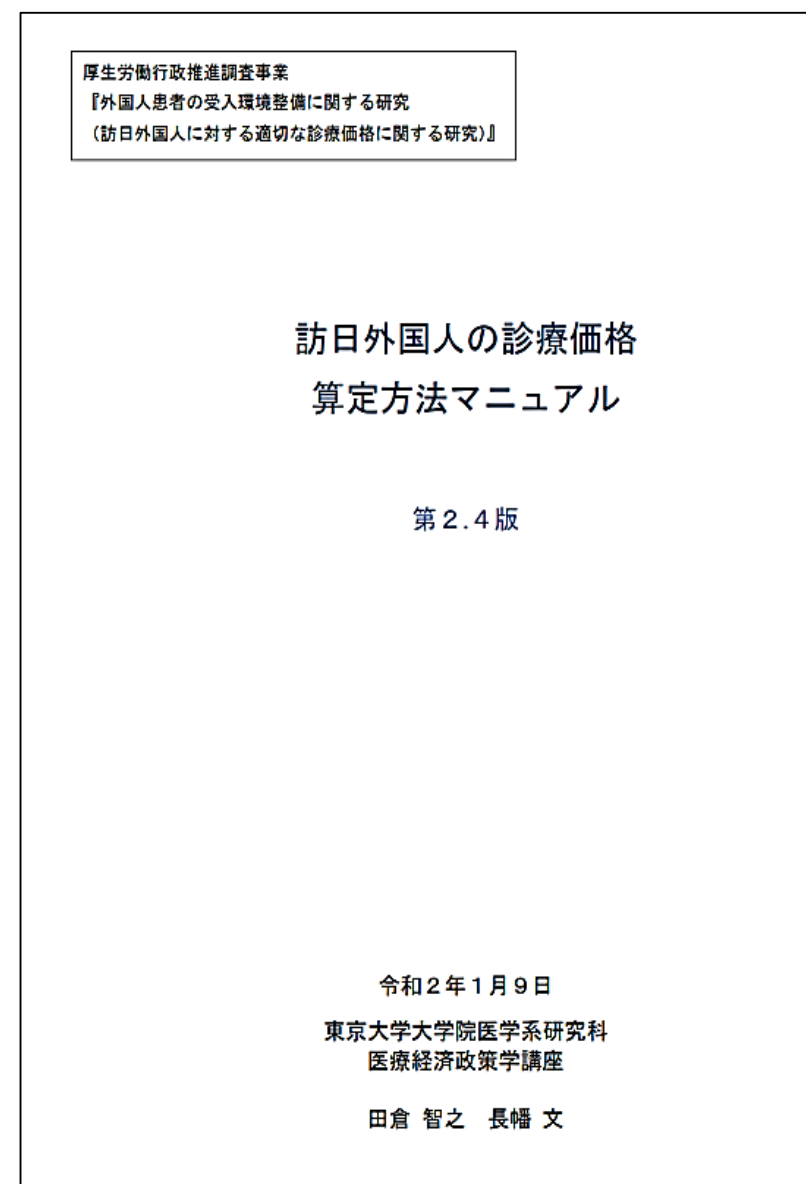 厚生労働行政推進調査事業
『外国人患者の受入環境整備に関する研究
（訪日外国人に対する適切な診療価格に関する研究）』
訪日外国人の診療価格
算定方法マニュアル
第２.４版
令和２年１月９日
東京大学大学院医学系研究科
医療経済政策学講座
田倉 智之　長幡 文